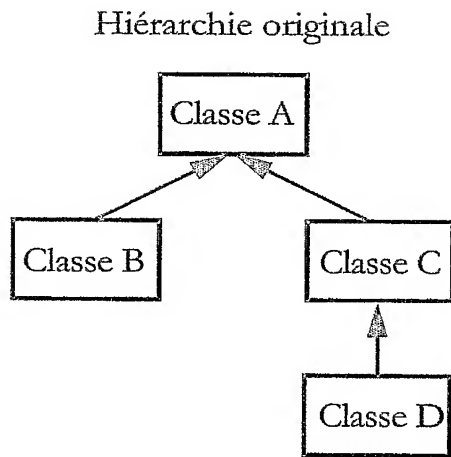 Hiérarchie originale
Classe A
Classe B
Classe C
Classe D